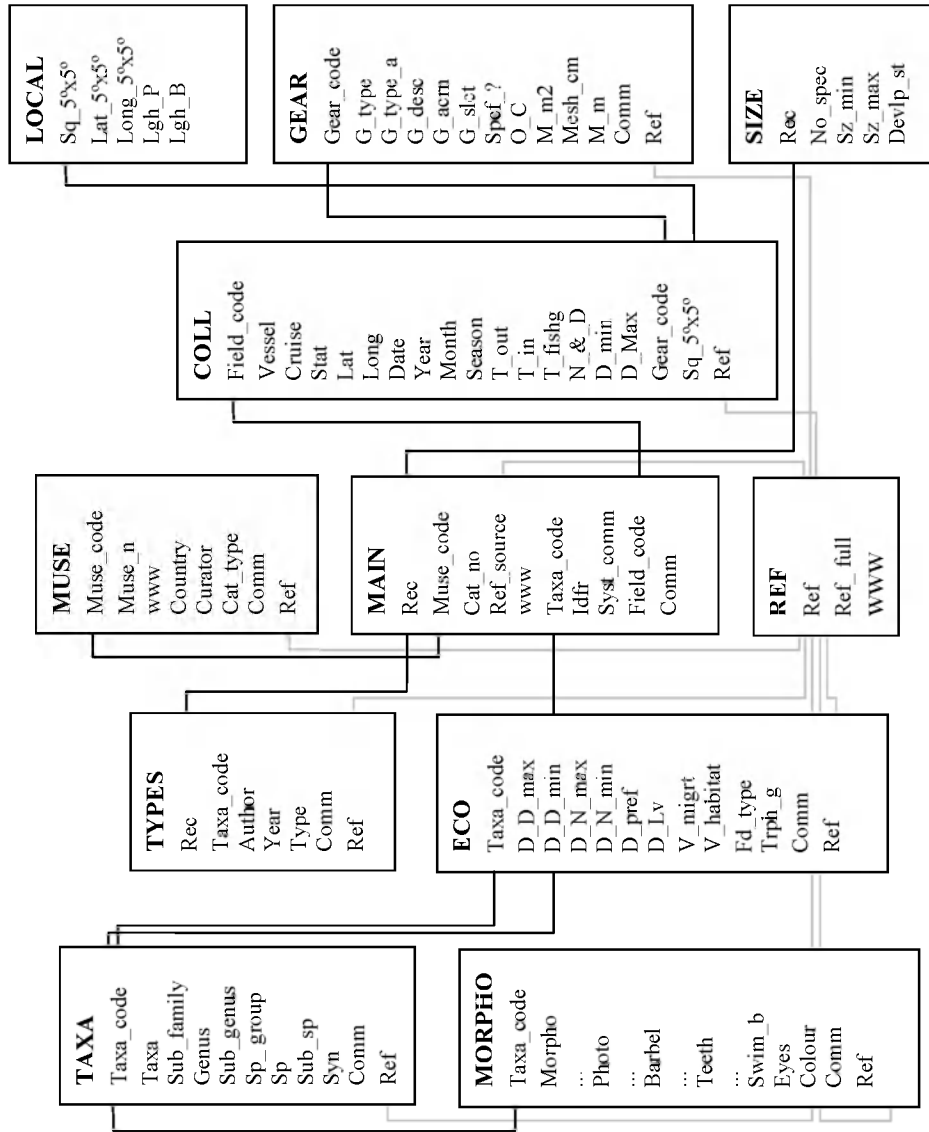 TAXA
Taxa_code
Taxa
Sub_family
Genus
Sub_genus
Sp_group
Sp
Sub_sp
Syn
Comm
Ref
MORPHO
Taxa_code
Morpho
...
Photo
...
Barbel
...
Teeth
...
Swim_b
Eyes
Colour
Comm
Ref
TYPES
Rec
Taxa_code
Author
Year
Type
Comm
Ref
ECO
Taxa_code
D_D_max
D_D_min
D_N_max
D_N_min
D_pref
D_Lv
V_migrt
V_habitat
Fd_type
Trph_g
Comm
Ref
MUSE
Muse_code
Muse_n
www
Country
Curator
Cat_type
Comm
Ref
MAIN
Rec
Muse_code
Cat_no
Ref_source
www
Taxa_code
Idfr
Syst_comm
Field_code
Comm
REF
Ref
Ref_full
WWW
COLL
Field_code
Vessel
Cruise
Stat
Lat
Long
Date
Year
Month
Season
T_out
T_in
T_fishg
N_&_D
D_min
D_Max
Gear_code
Sq_5ºx5º
Ref
LOCAL
Sq_5ºx5º
Lat_5ºx5º
Long_5ºx5º
Lgh_P
Lgh_B
GEAR
Gear_code
G_type
G_type_a
G_desc
G_acrn
G_slct
Spcf_?
O_C
M_m2
Mesh_cm
M_m
Comm
Ref
SIZE
Rec
No_spec
Sz_min
Sz_max
Devlp_st